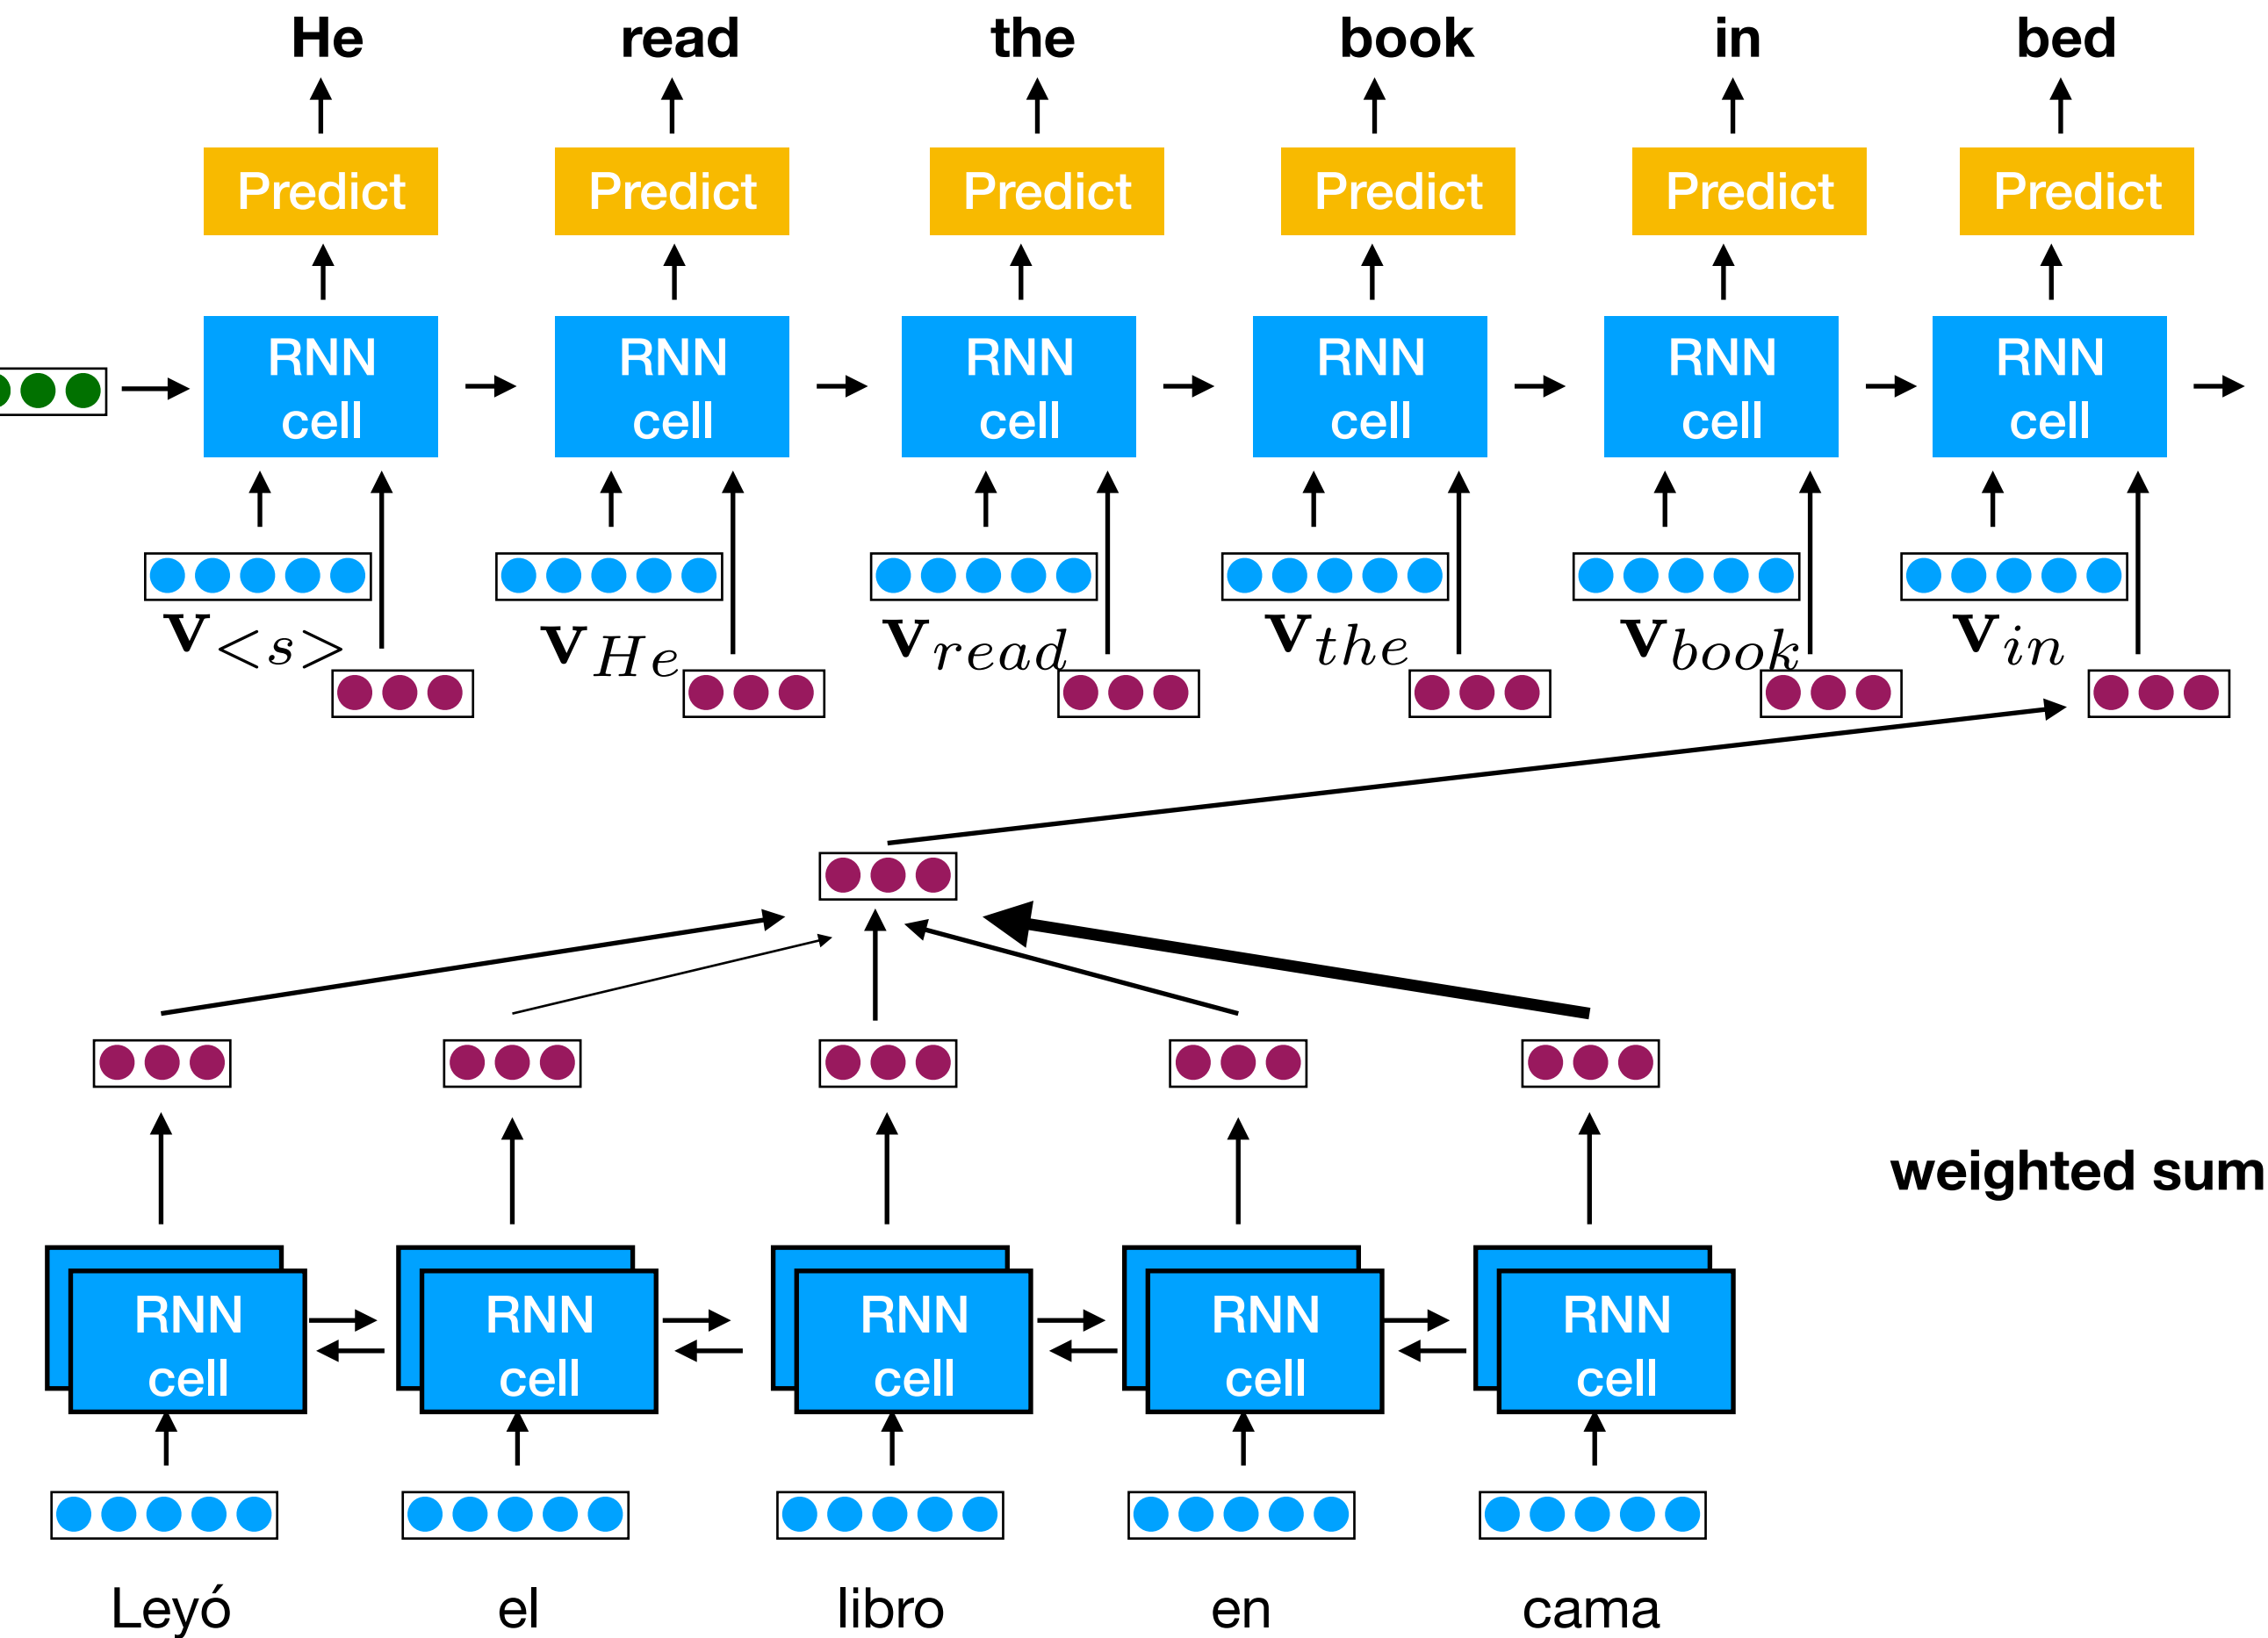 He read the book in bed
Predict Predict Predict Predict Predict Predict
RNN cell RNN cell RNN cell RNN cell RNN cell RNN cell
v<s> vHe vread vthe vbook vin
weighted sum
RNN cell RNN cell RNN cell RNN cell RNN cell
Leyó el libro en cama